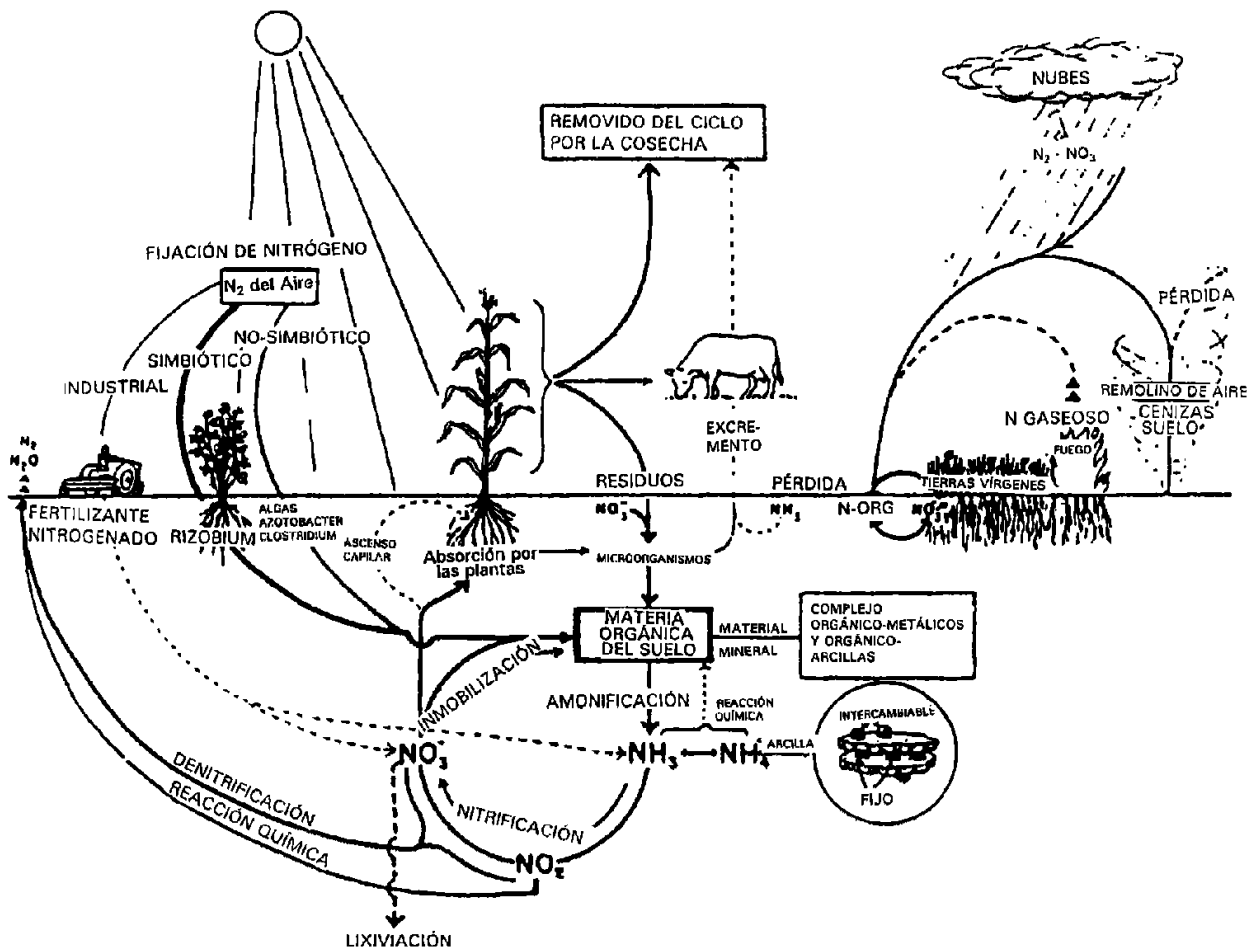 NUBES
REMOVIDO DEL CICLO
POR LA COSECHA
N₂ - NO₃
FIJACIÓN DE NITRÓGENO
N₂ del Aire
PÉRDIDA
NO-SIMBIÓTICO
SIMBIÓTICO
INDUSTRIAL
REMOLINO DE AIRE
CENIZAS
SUELO
N GASEOSO
FUEGO
EXCRE-
MENTO
N₂
N₂O
RESIDUOS
PÉRDIDA
TIERRAS VÍRGENES
FERTILIZANTE
NITROGENADO
RIZOBIUM
ALGAS
AZOTOBACTER
CLOSTRIDIUM
NO₃⁻
NH₃
N-ORG
NO₃⁻
ASCENSO
CAPILAR
Absorción por
las plantas
MICROORGANISMOS
MATERIA
ORGÁNICA
DEL SUELO
MATERIAL
MINERAL
COMPLEJO
ORGÁNICO-METÁLICOS
Y ORGÁNICO-
ARCILLAS
INMOBILIZACIÓN
AMONIFICACIÓN
REACCIÓN
QUÍMICA
INTERCAMBIABLE
NO₃⁻
NH₃
NH₄⁺
ARCILLA
FIJO
DENITRIFICACIÓN
REACCIÓN QUÍMICA
NITRIFICACIÓN
NO₂⁻
LIXIVIACIÓN